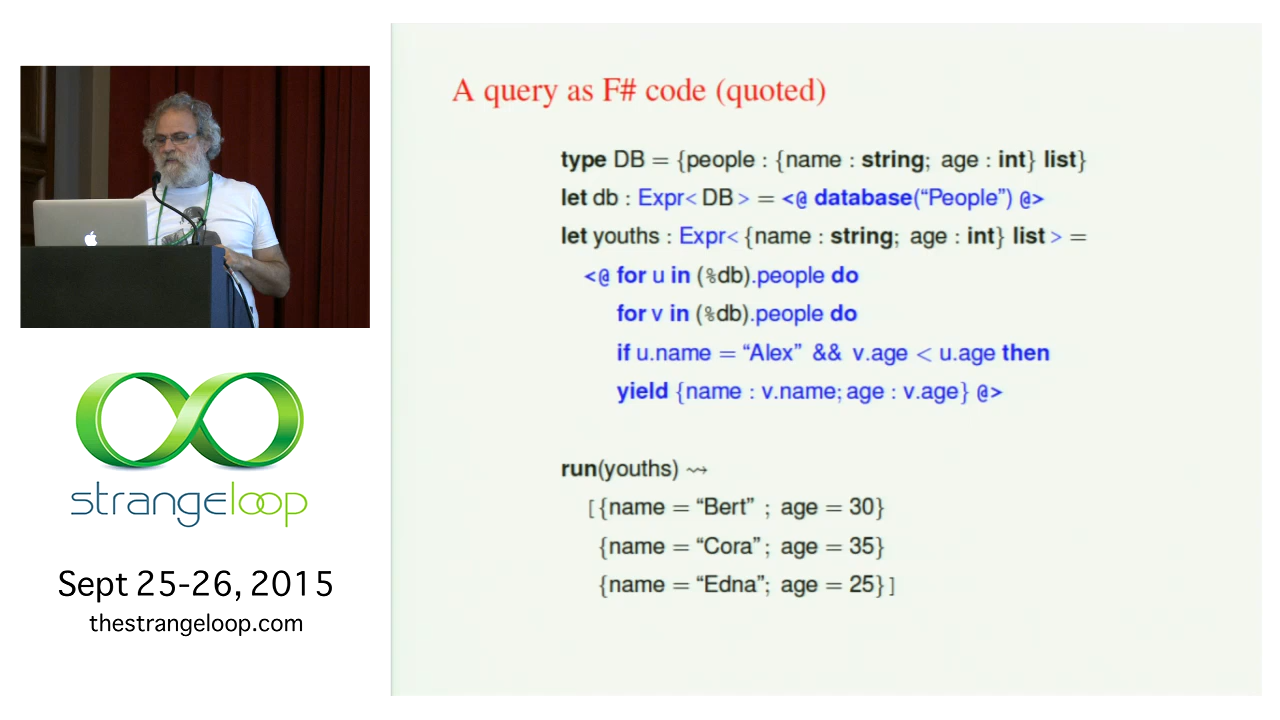 A query as F# code (quoted)
type DB = {people : {name : string; age : int} list}
let db : Expr< DB > = <@ database(“People”) @>
let youths : Expr< {name : string; age : int} list > =
<@ for u in (%db).people do
for v in (%db).people do
if u.name = “Alex” && v.age < u.age then
yield {name : v.name; age : v.age} @>
run(youths) ⇝
[{name = “Bert” ; age = 30}
{name = “Cora”; age = 35}
{name = “Edna”; age = 25}]
strangeloop
Sept 25-26, 2015
thestrangeloop.com